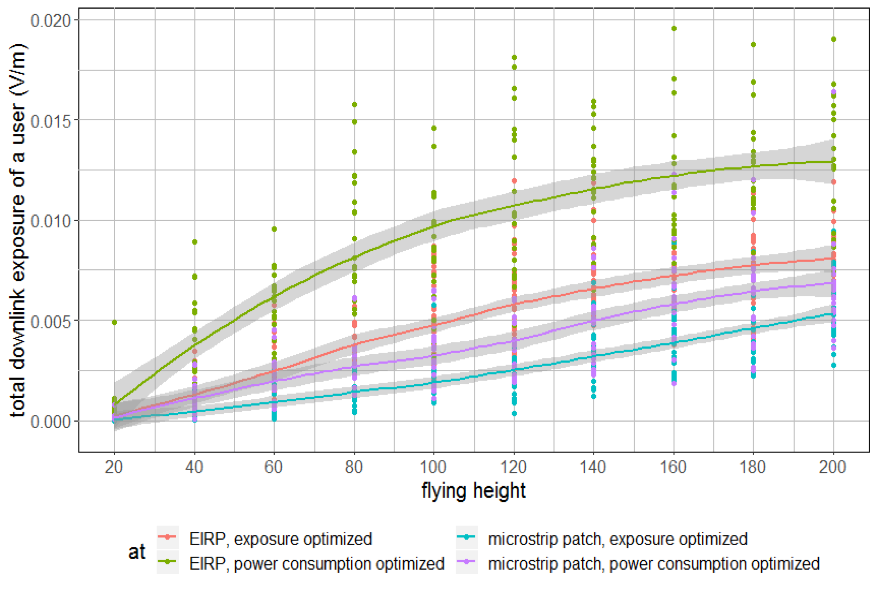 total downlink exposure of a user (V/m)
0.020
0.015
0.010
0.005
0.000
20 40 60 80 100 120 140 160 180 200
flying height
at
EIRP, exposure optimized
EIRP, power consumption optimized
microstrip patch, exposure optimized
microstrip patch, power consumption optimized